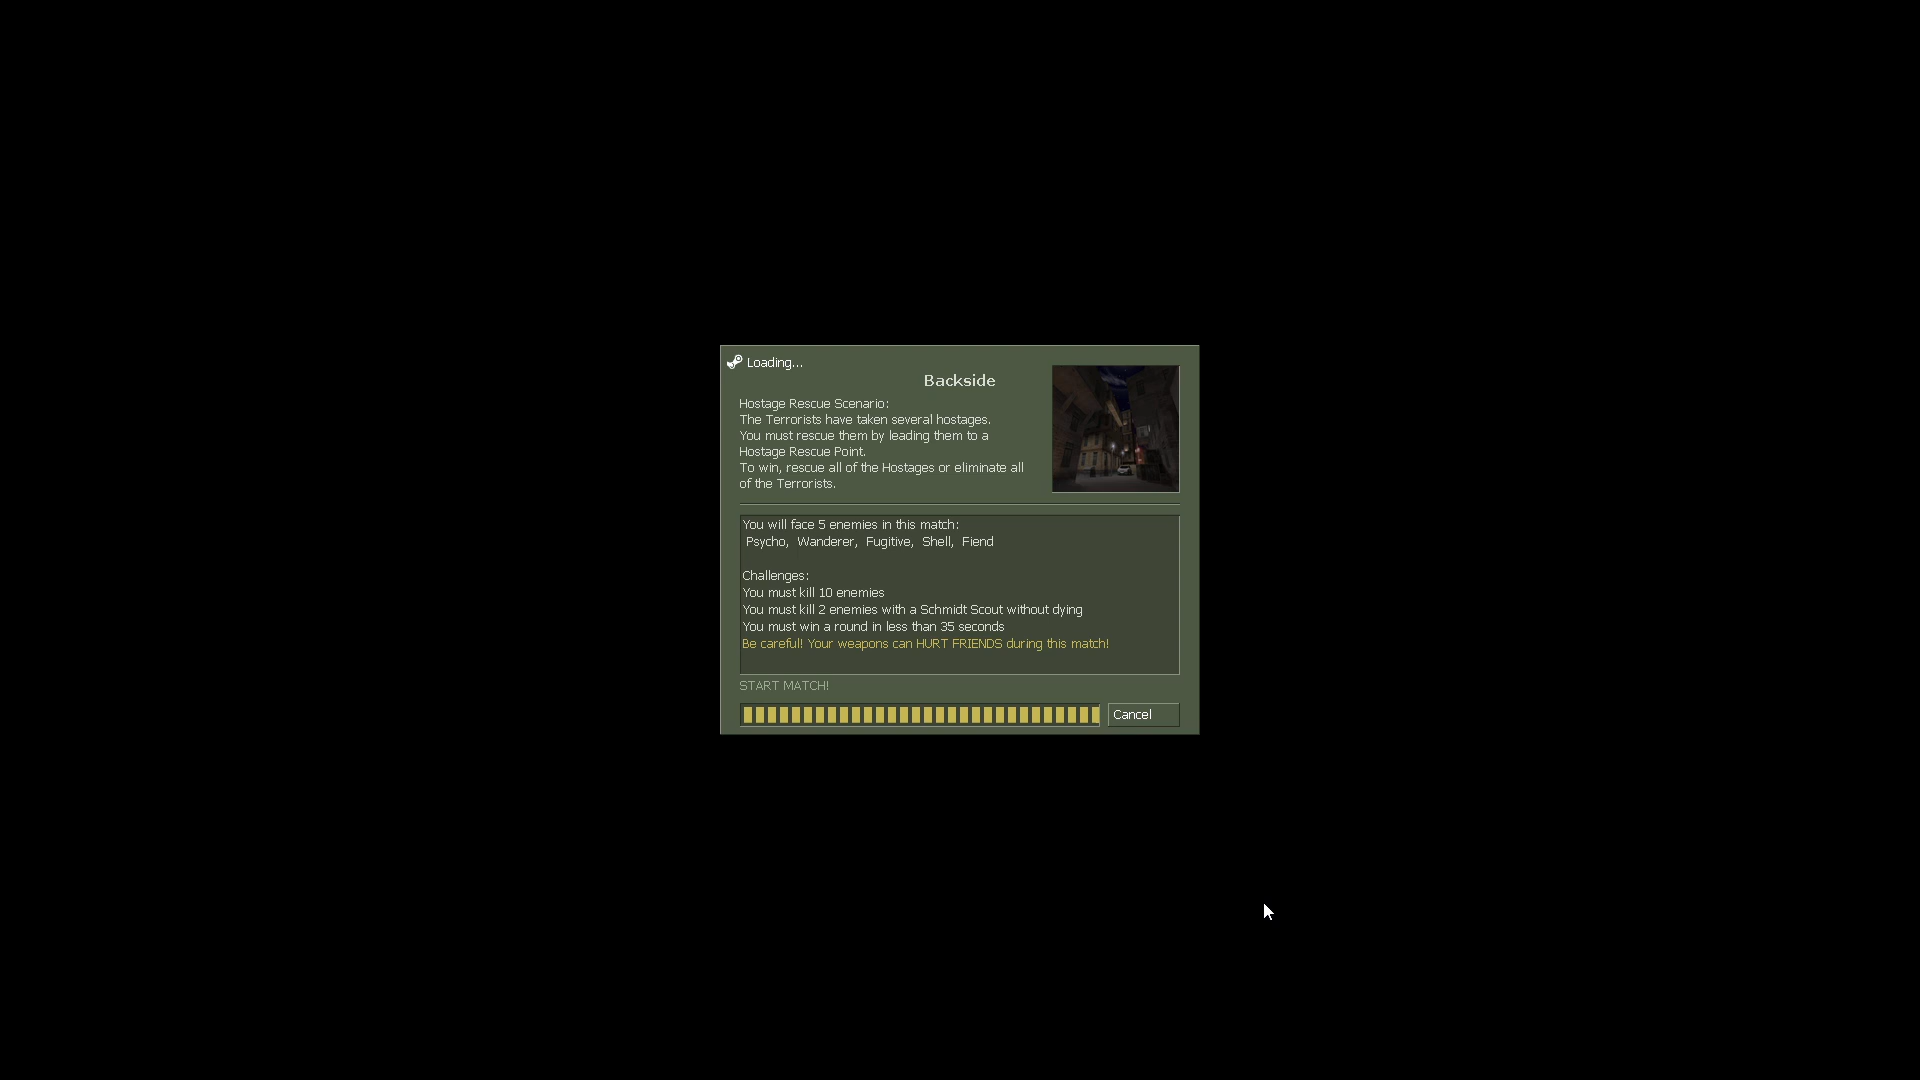 Loading...
Backside
Hostage Rescue Scenario:
The Terrorists have taken several hostages.
You must rescue them by leading them to a
Hostage Rescue Point.
To win, rescue all of the Hostages or eliminate all
of the Terrorists.
You will face 5 enemies in this match:
Psycho, Wanderer, Fugitive, Shell, Fiend
Challenges:
You must kill 10 enemies
You must kill 2 enemies with a Schmidt Scout without dying
You must win a round in less than 35 seconds
Be careful! Your weapons can HURT FRIENDS during this match!
START MATCH!
Cancel